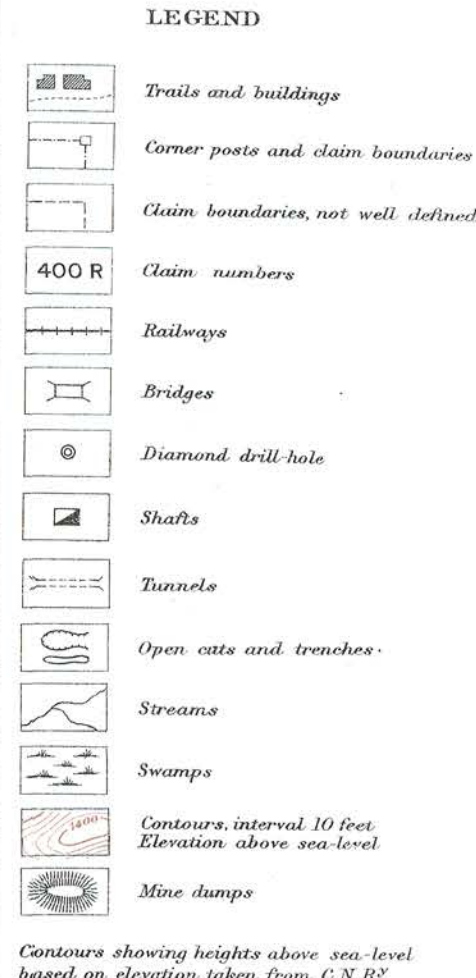 LEGEND
Trails and buildings
Corner posts and claim boundaries
Claim boundaries, not well defined
400 R
Claim numbers
Railways
Bridges
Diamond drill-hole
Shafts
Tunnels
Open cuts and trenches
Streams
Swamps
1400
Contours, interval 10 feet
Elevation above sea-level
Mine dumps
Contours showing heights above sea-level
based on elevation taken from C.N.Ry